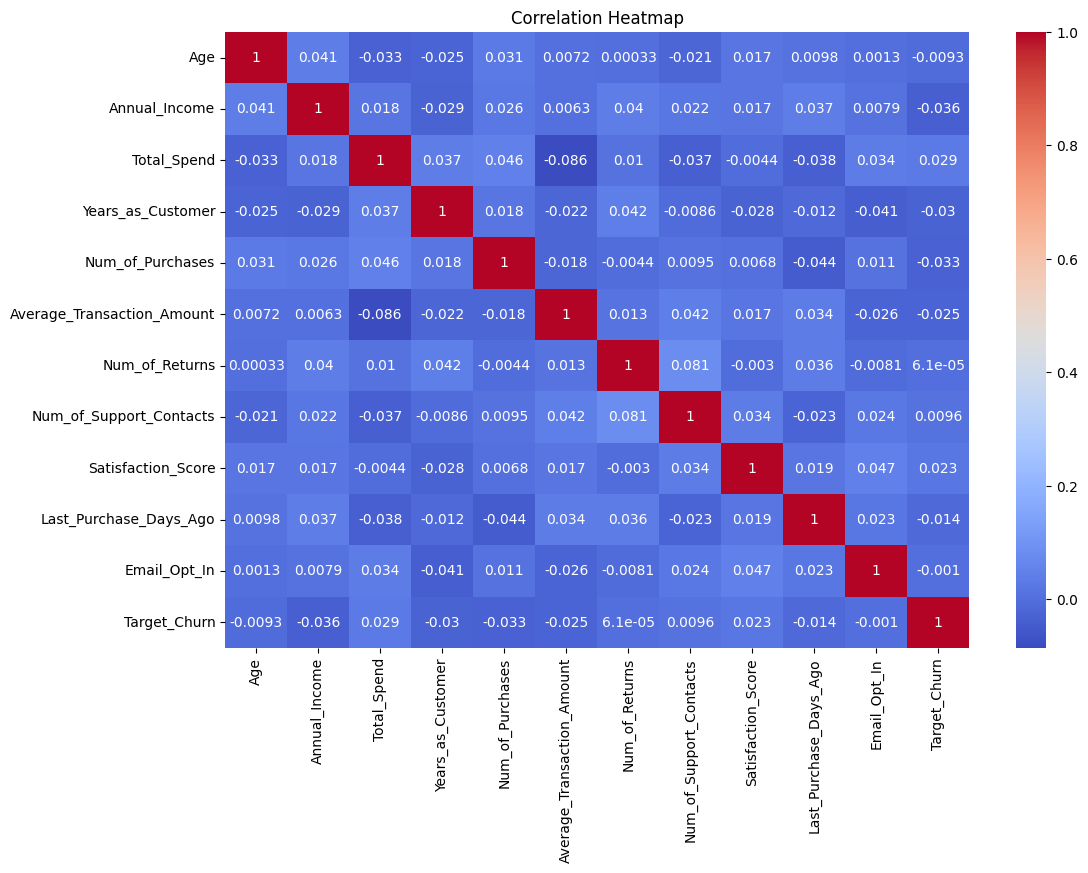 Correlation Heatmap
Age 1 0.041 -0.033 -0.025 0.031 0.0072 0.00033 -0.021 0.017 0.0098 0.0013 -0.0093
Annual_Income 0.041 1 0.018 -0.029 0.026 0.0063 0.04 0.022 0.017 0.037 0.0079 -0.036
Total_Spend -0.033 0.018 1 0.037 0.046 -0.086 0.01 -0.037 -0.0044 -0.038 0.034 0.029
Years_as_Customer -0.025 -0.029 0.037 1 0.018 -0.022 0.042 -0.0086 -0.028 -0.012 -0.041 -0.03
Num_of_Purchases 0.031 0.026 0.046 0.018 1 -0.018 -0.0044 0.0095 0.0068 -0.044 0.011 -0.033
Average_Transaction_Amount 0.0072 0.0063 -0.086 -0.022 -0.018 1 0.013 0.042 0.017 0.034 -0.026 -0.025
Num_of_Returns 0.00033 0.04 0.01 0.042 -0.0044 0.013 1 0.081 -0.003 0.036 -0.0081 6.1e-05
Num_of_Support_Contacts -0.021 0.022 -0.037 -0.0086 0.0095 0.042 0.081 1 0.034 -0.023 0.024 0.0096
Satisfaction_Score 0.017 0.017 -0.0044 -0.028 0.0068 0.017 -0.003 0.034 1 0.019 0.047 0.023
Last_Purchase_Days_Ago 0.0098 0.037 -0.038 -0.012 -0.044 0.034 0.036 -0.023 0.019 1 0.023 -0.014
Email_Opt_In 0.0013 0.0079 0.034 -0.041 0.011 -0.026 -0.0081 0.024 0.047 0.023 1 -0.001
Target_Churn -0.0093 -0.036 0.029 -0.03 -0.033 -0.025 6.1e-05 0.0096 0.023 -0.014 -0.001 1
Age
Annual_Income
Total_Spend
Years_as_Customer
Num_of_Purchases
Average_Transaction_Amount
Num_of_Returns
Num_of_Support_Contacts
Satisfaction_Score
Last_Purchase_Days_Ago
Email_Opt_In
Target_Churn
1.0
0.8
0.6
0.4
0.2
0.0